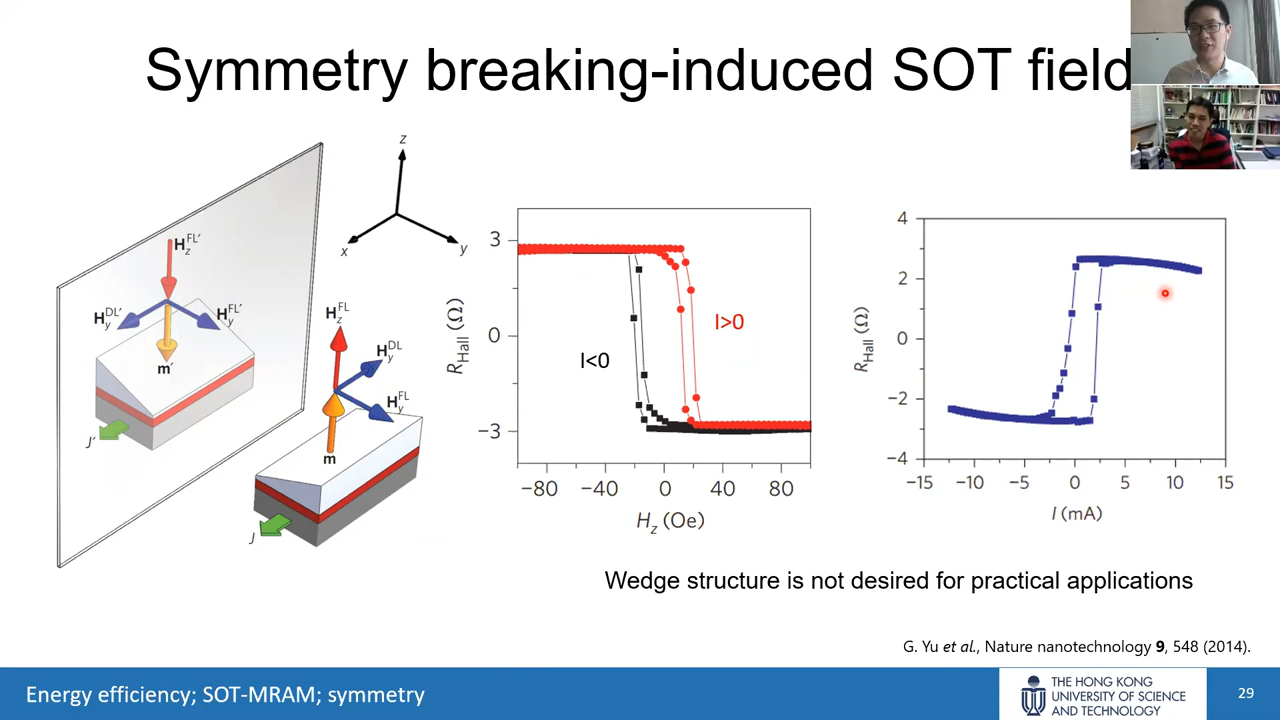 Symmetry breaking-induced SOT field
z
x
y
H_z^FL'
H_y^DL'
H_y^FL'
m'
J'
H_z^FL
H_y^DL
H_y^FL
m
J
R_Hall (Ω)
3
0
−3
I<0
I>0
−80 −40 0 40 80
H_z (Oe)
R_Hall (Ω)
4
2
0
−2
−4
−15 −10 −5 0 5 10 15
I (mA)
Wedge structure is not desired for practical applications
G. Yu et al., Nature nanotechnology 9, 548 (2014).
Energy efficiency; SOT-MRAM; symmetry
THE HONG KONG
UNIVERSITY OF SCIENCE
AND TECHNOLOGY
29